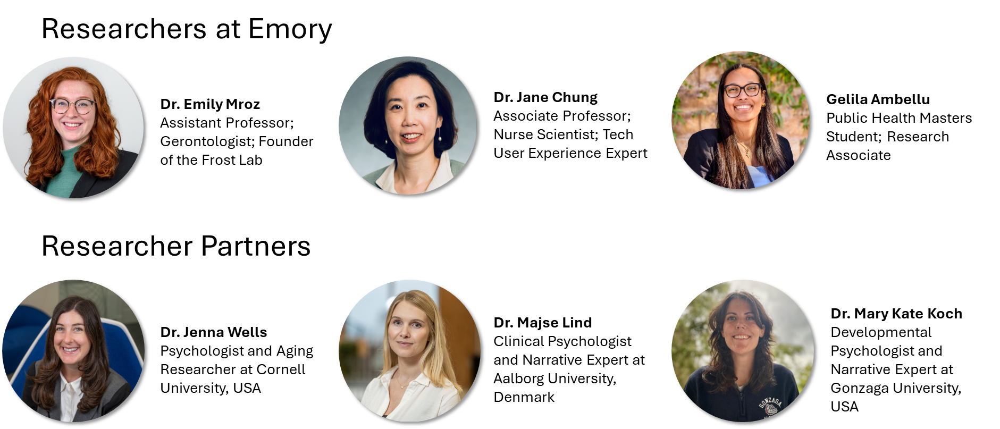 Researchers at Emory
Dr. Emily Mroz
Assistant Professor;
Gerontologist; Founder
of the Frost Lab
Dr. Jane Chung
Associate Professor;
Nurse Scientist; Tech
User Experience Expert
Gelila Ambellu
Public Health Masters
Student; Research
Associate
Researcher Partners
Dr. Jenna Wells
Psychologist and Aging
Researcher at Cornell
University, USA
Dr. Majse Lind
Clinical Psychologist
and Narrative Expert at
Aalborg University,
Denmark
Dr. Mary Kate Koch
Developmental
Psychologist and
Narrative Expert at
Gonzaga University,
USA
GONZAGA